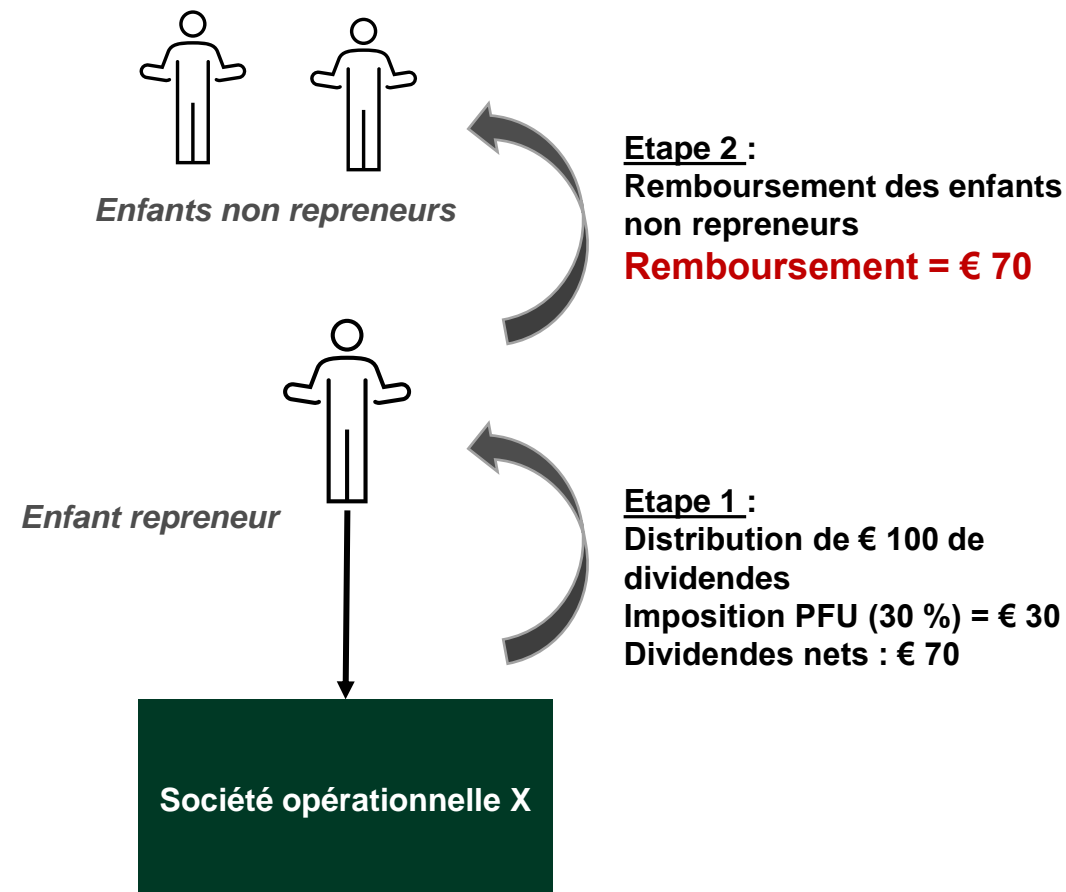 Enfants non repreneurs
Etape 2 :
Remboursement des enfants
non repreneurs
Remboursement = € 70
Enfant repreneur
Etape 1 :
Distribution de € 100 de
dividendes
Imposition PFU (30 %) = € 30
Dividendes nets : € 70
Société opérationnelle X